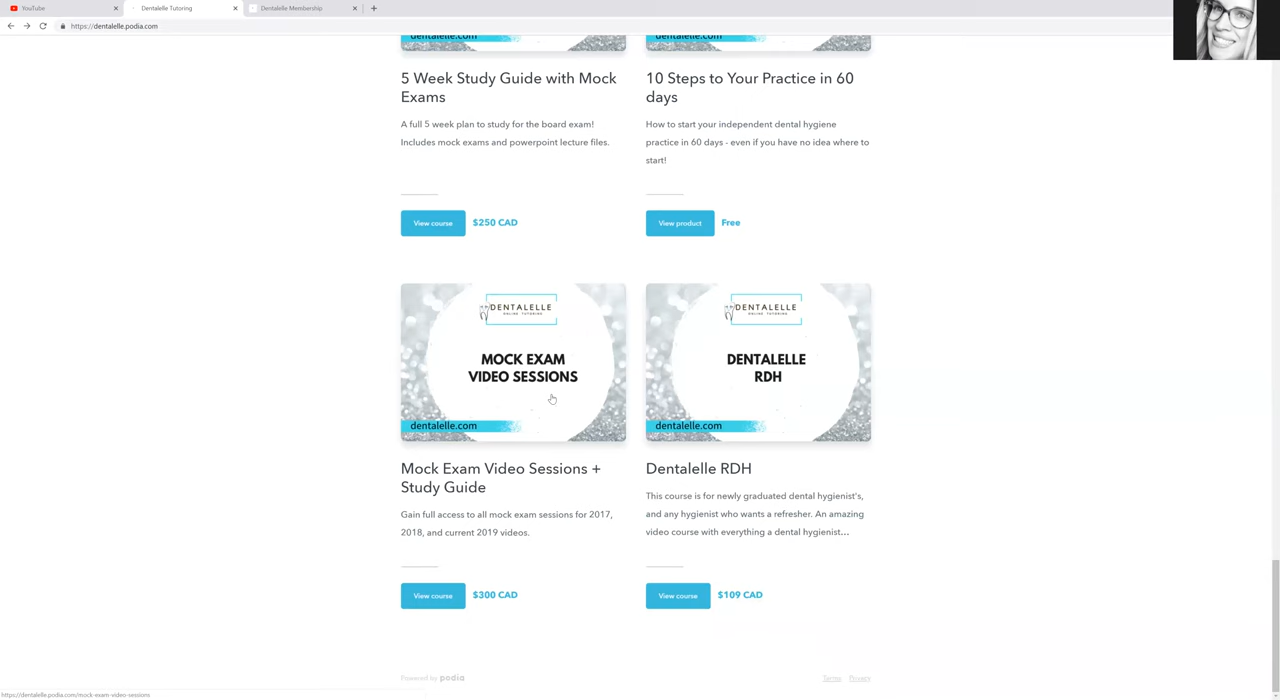 YouTube
Dentalelle Tutoring
Dentalelle Membership
https://dentalelle.podia.com
dentalelle.com
dentalelle.com
5 Week Study Guide with Mock
Exams
A full 5 week plan to study for the board exam!
Includes mock exams and powerpoint lecture files.
View course
$250 CAD
10 Steps to Your Practice in 60
days
How to start your independent dental hygiene
practice in 60 days - even if you have no idea where to
start!
View product
Free
DENTALELLE
ONLINE TUTORING
MOCK EXAM
VIDEO SESSIONS
dentalelle.com
Mock Exam Video Sessions +
Study Guide
Gain full access to all mock exam sessions for 2017,
2018, and current 2019 videos.
View course
$300 CAD
DENTALELLE
ONLINE TUTORING
DENTALELLE
RDH
dentalelle.com
Dentalelle RDH
This course is for newly graduated dental hygienist's,
and any hygienist who wants a refresher. An amazing
video course with everything a dental hygienist...
View course
$109 CAD
Powered by podia
Terms
Privacy
https://dentalelle.podia.com/mock-exam-video-sessions